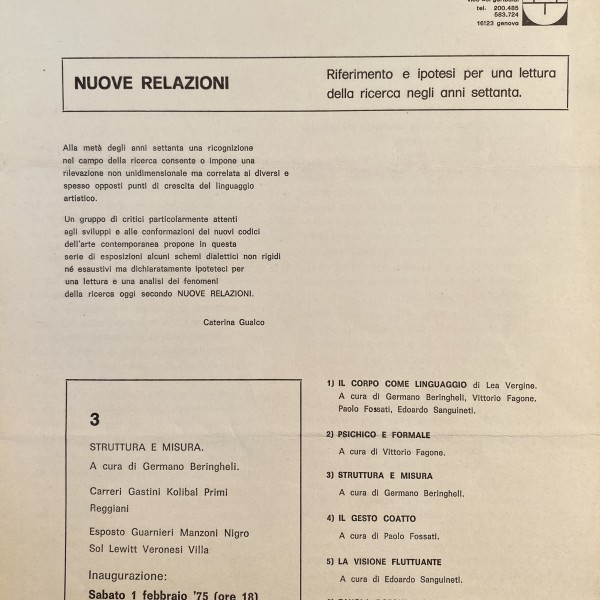 tel. 200.485
583.724
16123 genova
NUOVE RELAZIONI
Riferimento e ipotesi per una lettura
della ricerca negli anni settanta.
Alla metà degli anni settanta una ricognizione
nel campo della ricerca consente o impone una
rilevazione non unidimensionale ma correlata ai diversi e
spesso opposti punti di crescita del linguaggio
artistico.
Un gruppo di critici particolarmente attenti
agli sviluppi e alle conformazioni dei nuovi codici
dell'arte contemporanea propone in questa
serie di esposizioni alcuni schemi dialettici non rigidi
né esaustivi ma dichiaratamente ipoteteci per
una lettura e una analisi dei fenomeni
della ricerca oggi secondo NUOVE RELAZIONI.
Caterina Gualco
3
STRUTTURA E MISURA.
A cura di Germano Beringheli.
Carreri Gastini Kolibal Primi
Reggiani
Esposto Guarnieri Manzoni Nigro
Sol Lewitt Veronesi Villa
Inaugurazione:
Sabato 1 febbraio '75 (ore 18)
1) IL CORPO COME LINGUAGGIO di Lea Vergine.
A cura di Germano Beringheli, Vittorio Fagone,
Paolo Fossati, Edoardo Sanguineti.
2) PSICHICO E FORMALE
A cura di Vittorio Fagone.
3) STRUTTURA E MISURA
A cura di Germano Beringheli.
4) IL GESTO COATTO
A cura di Paolo Fossati.
5) LA VISIONE FLUTTUANTE
A cura di Edoardo Sanguineti.